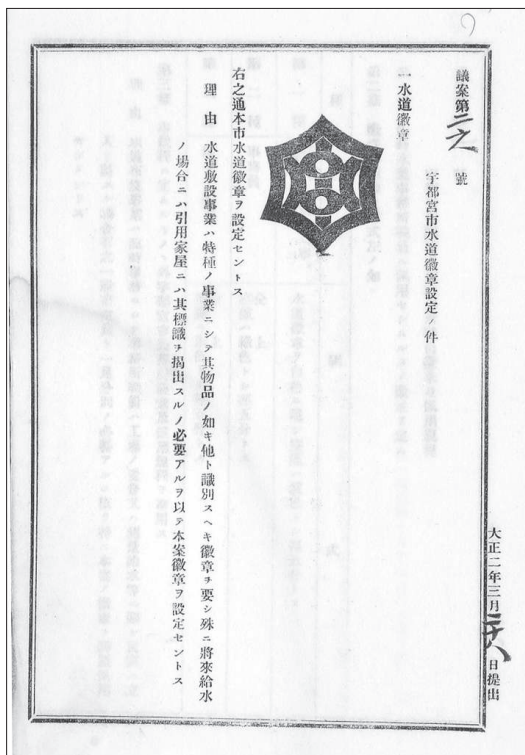 議案第二九號
宇都宮市水道徽章設定ノ件
一水道徽章
右之通本市水道徽章ヲ設定セントス
理由 水道敷設事業ハ特種ノ事業ニシテ其物品ノ如キ他ト識別スヘキ徽章ヲ要シ殊ニ將來給水
ノ場合ニハ引用家屋ニハ其標識ヲ揭出スルノ必要アルヲ以テ本案徽章ヲ設定セントス
大正二年三月二十八日提出